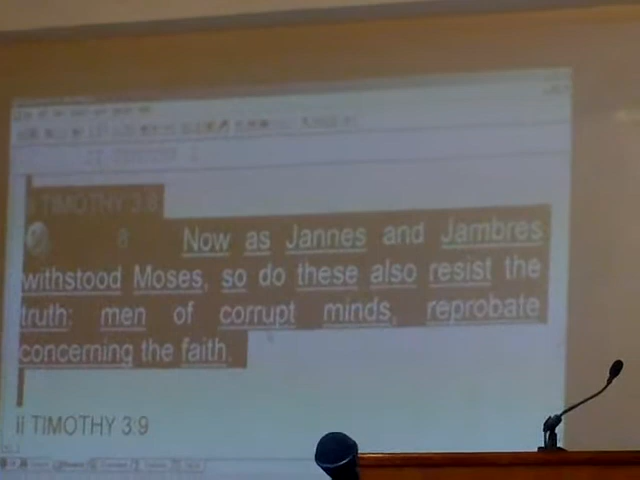 ii TIMOTHY 3:8
8 Now as Jannes and Jambres
withstood Moses, so do these also resist the
truth: men of corrupt minds, reprobate
concerning the faith.
ii TIMOTHY 3:9